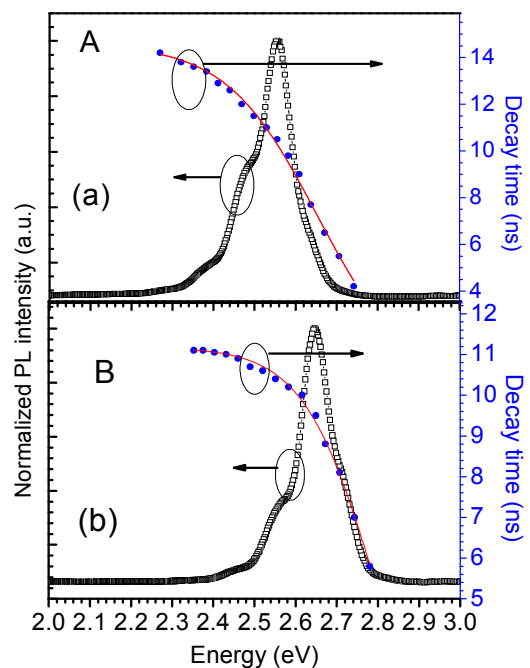 A
(a)
14
12
10
8
6
4
Decay time (ns)
Normalized PL intensity (a.u.)
B
(b)
12
11
10
9
8
7
6
5
Decay time (ns)
2.0 2.1 2.2 2.3 2.4 2.5 2.6 2.7 2.8 2.9 3.0
Energy (eV)